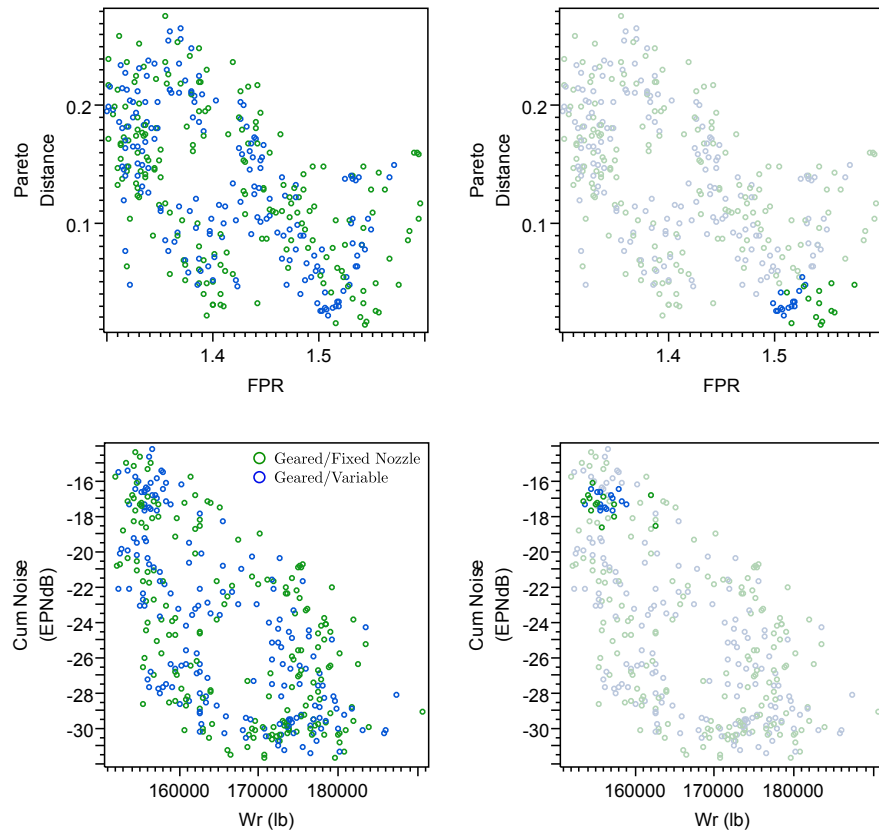 0.2
0.1
Pareto
Distance
1.4
1.5
FPR
0.2
0.1
Pareto
Distance
1.4
1.5
FPR
Geared/Fixed Nozzle
Geared/Variable
-16
-18
-20
-22
-24
-26
-28
-30
Cum Noise
(EPNdB)
160000
170000
180000
Wr (lb)
-16
-18
-20
-22
-24
-26
-28
-30
Cum Noise
(EPNdB)
160000
170000
180000
Wr (lb)